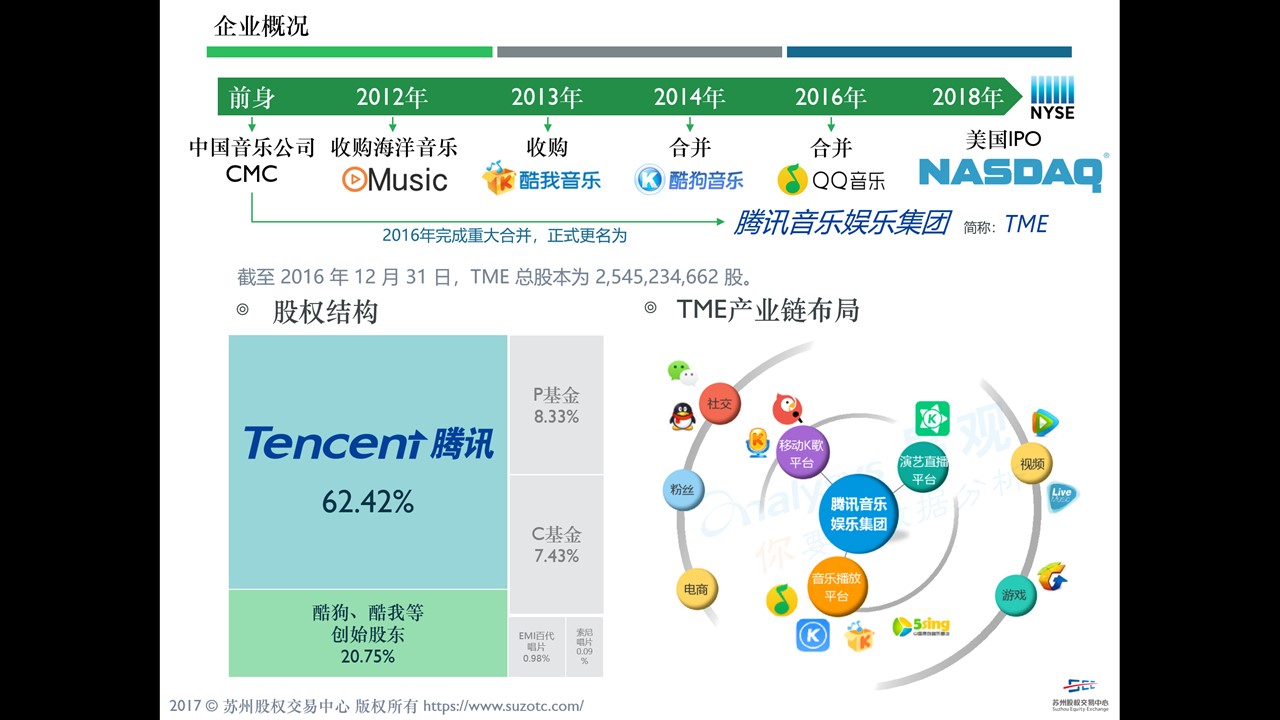 企业概况
前身
2012年
2013年
2014年
2016年
2018年
NYSE
中国音乐公司
CMC
收购海洋音乐
Music
收购
酷我音乐
合并
酷狗音乐
合并
QQ音乐
美国IPO
NASDAQ
2016年完成重大合并，正式更名为
腾讯音乐娱乐集团 简称：TME
截至 2016 年 12 月 31 日，TME 总股本为 2,545,234,662 股。
◎ 股权结构
◎ TME产业链布局
Tencent 腾讯
62.42%
P基金
8.33%
C基金
7.43%
酷狗、酷我等
创始股东
20.75%
EMI百代
唱片
0.98%
索尼
唱片
0.09
%
社交
粉丝
电商
移动K歌
平台
演艺直播
平台
腾讯音乐
娱乐集团
音乐播放
平台
视频
Live
Music
游戏
5sing
观
nalysys
你要
数据分析
2017 © 苏州股权交易中心 版权所有 https://www.suzotc.com/
苏州股权交易中心
Suzhou Equity Exchange